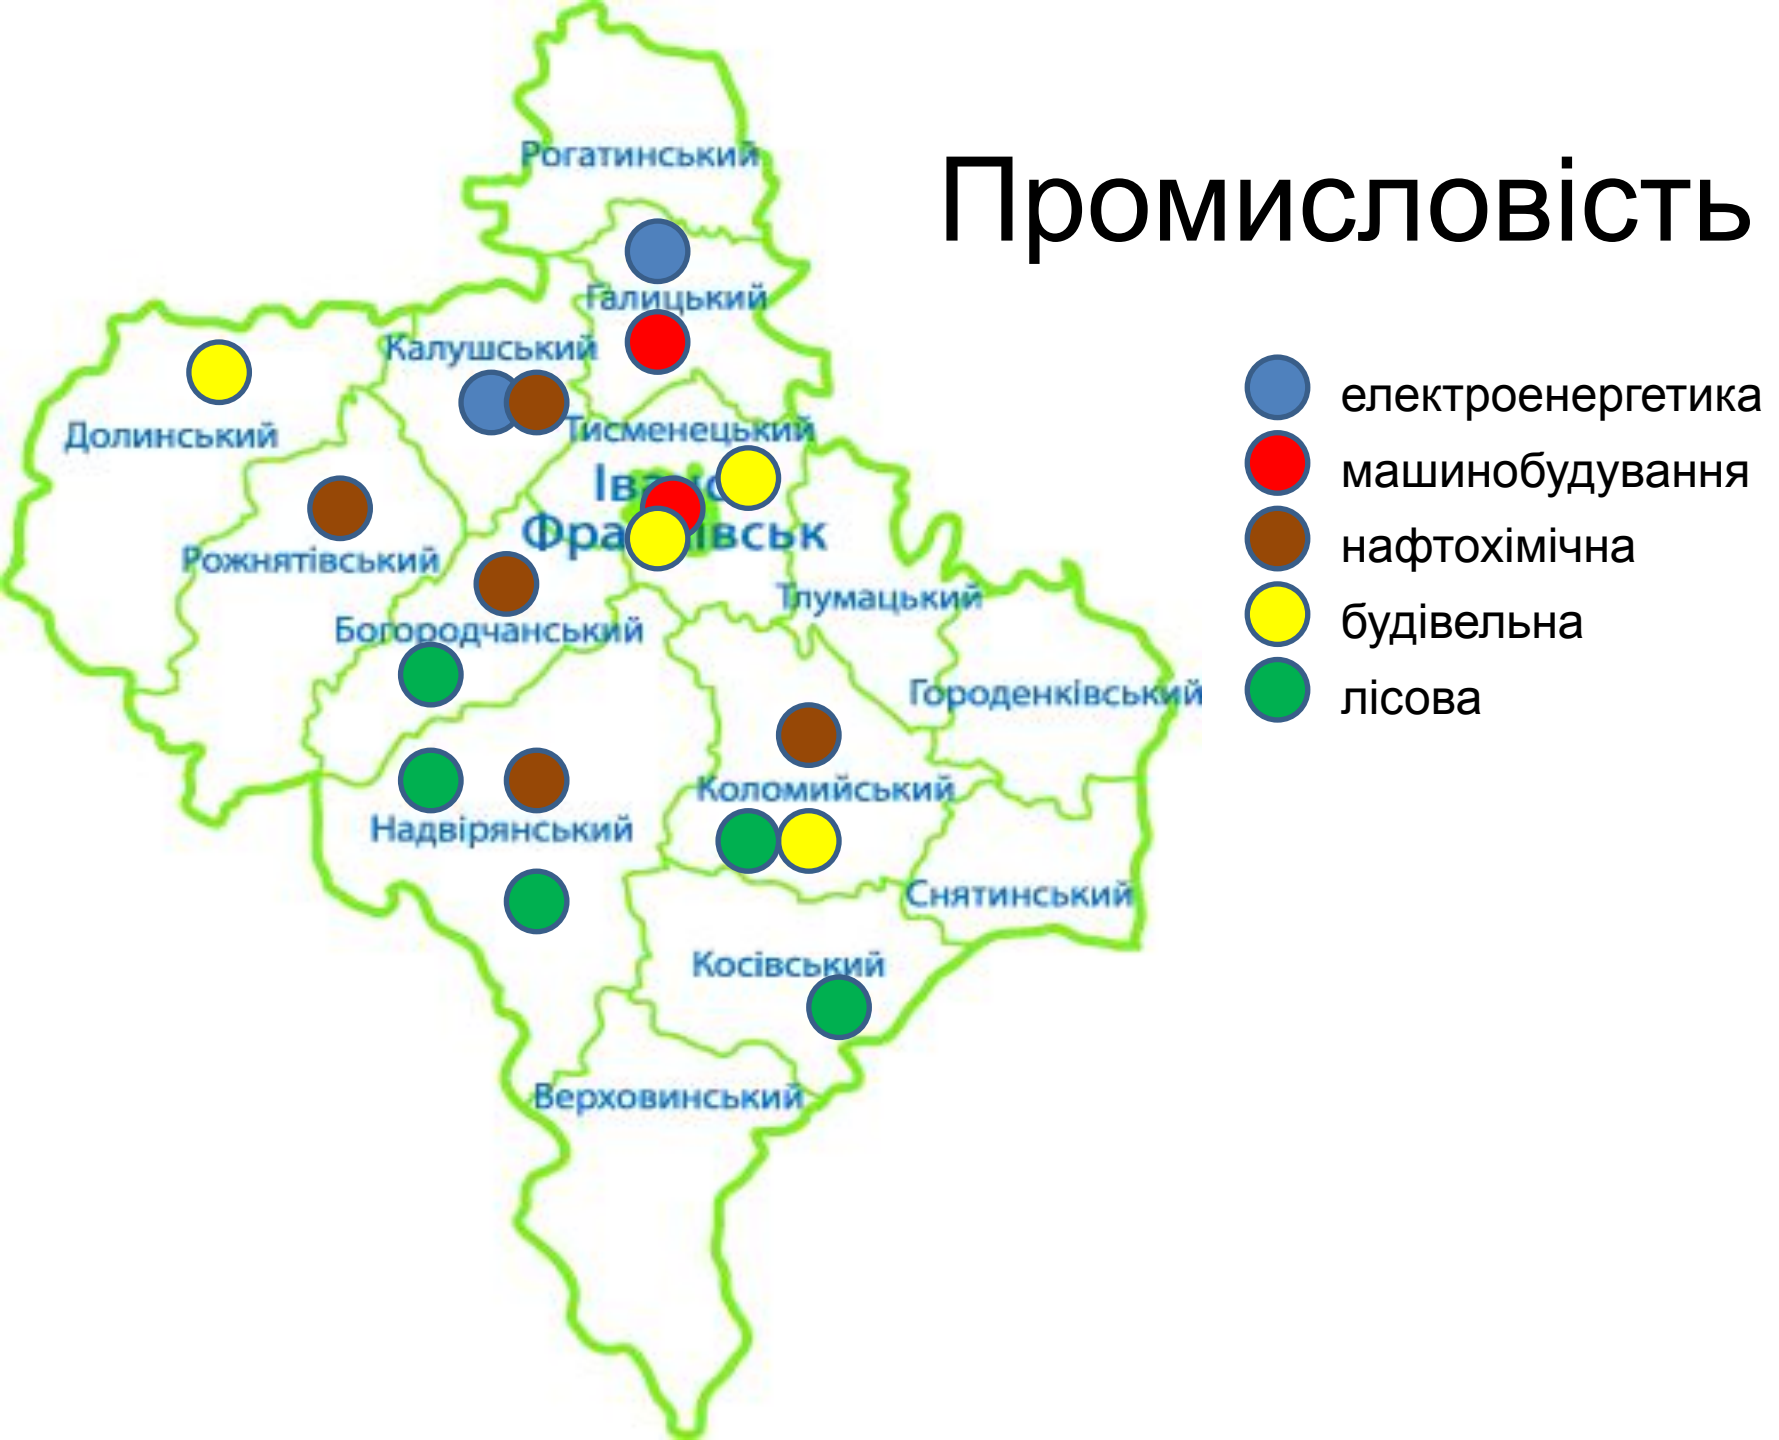 Рогатинський
Промисловість
Галицький
Калушський
електроенергетика
Тисменецький
Долинський
машинобудування
Рожнятівський
нафтохімічна
Тлумацький
будівельна
Богородчанський
Городенківський
лісова
Коломийський
Надвірянський
Снятинський
Косівський
Верховинський